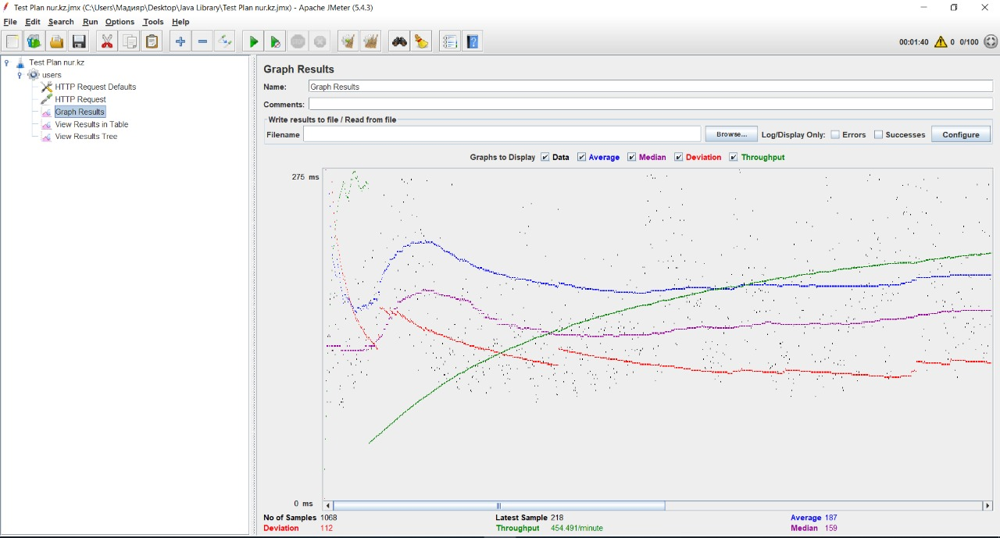 Test Plan nur.kz.jmx (C:\Users\Мадияр\Desktop\Java Library\Test Plan nur.kz.jmx) - Apache JMeter (5.4.3)
File Edit Search Run Options Tools Help
00:01:40 0 0/100
Test Plan nur.kz
users
HTTP Request Defaults
HTTP Request
Graph Results
View Results in Table
View Results Tree
Graph Results
Name: Graph Results
Comments:
Write results to file / Read from file
Filename Browse... Log/Display Only: Errors Successes Configure
Graphs to Display Data Average Median Deviation Throughput
275 ms
0 ms
No of Samples 1068 Latest Sample 218 Average 187
Deviation 112 Throughput 454.491/minute Median 159